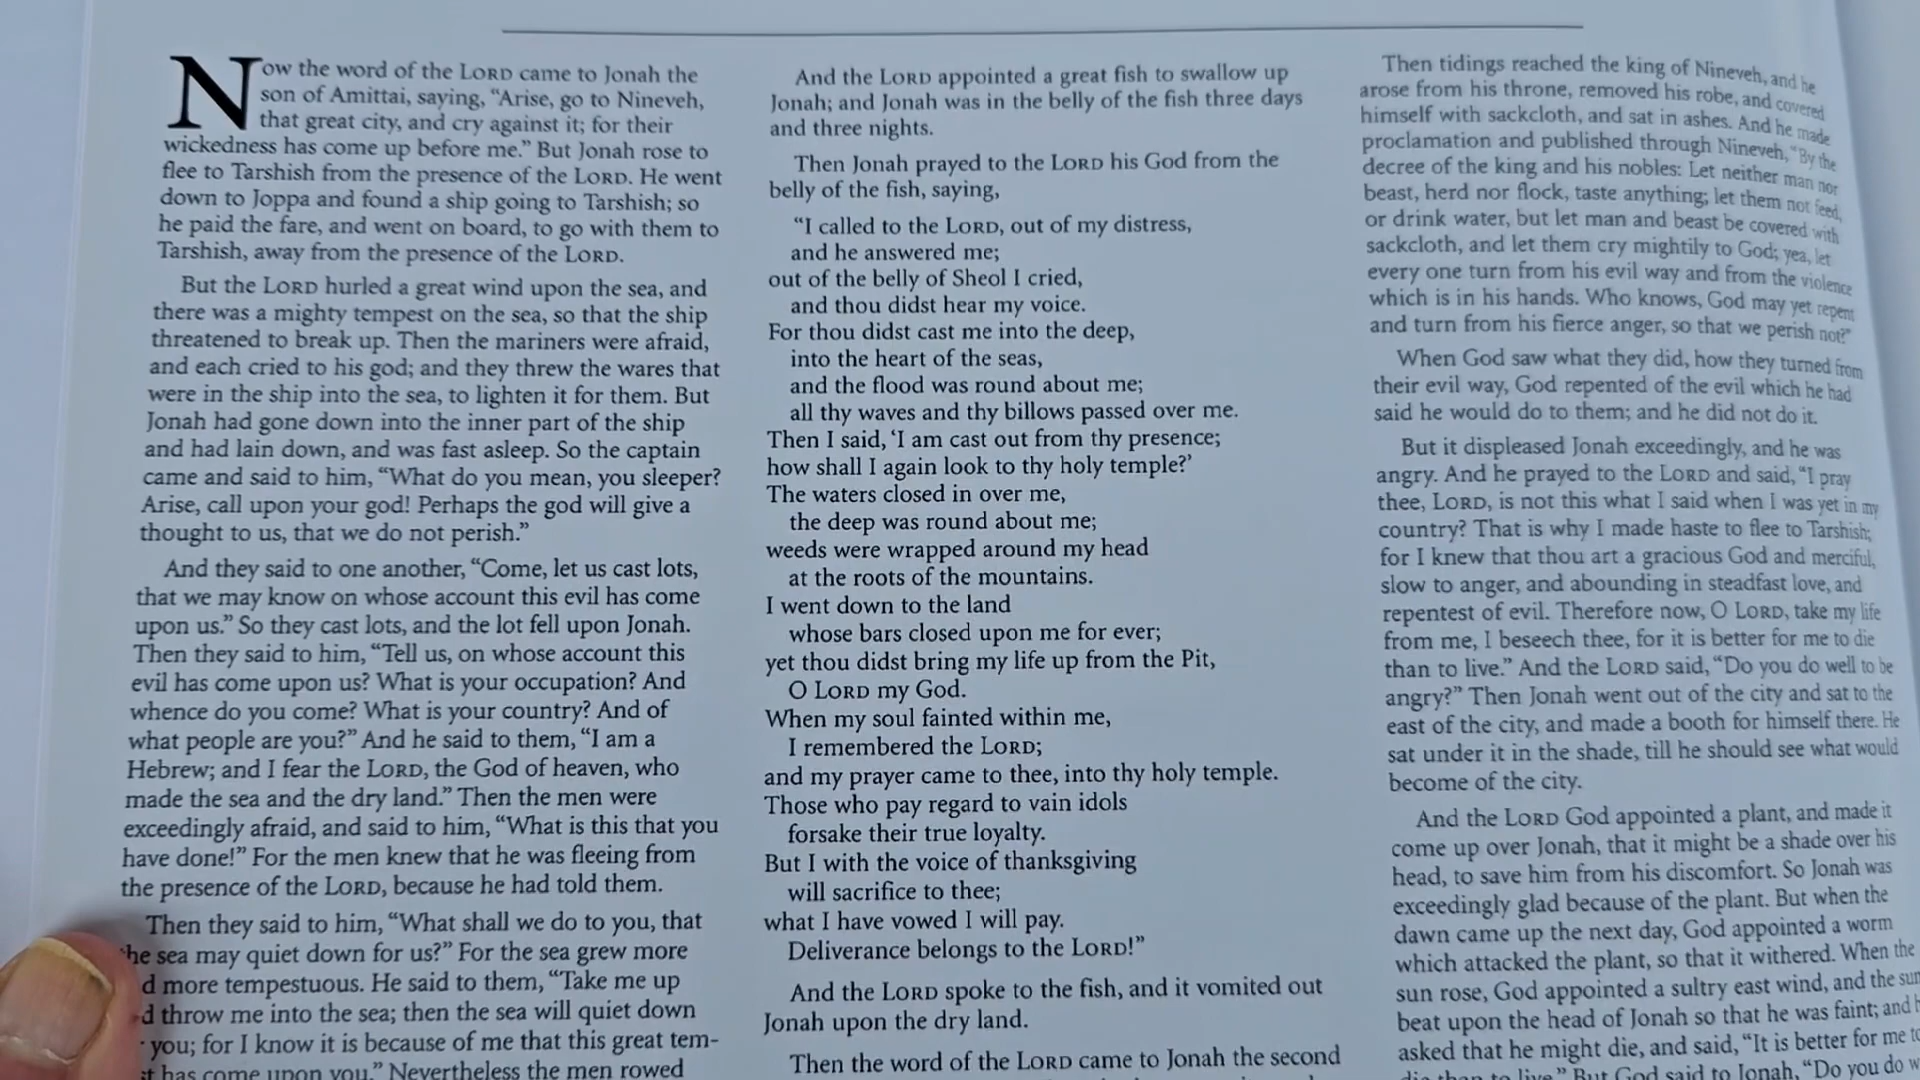 Now the word of the LORD came to Jonah the
son of Amittai, saying, “Arise, go to Nineveh,
that great city, and cry against it; for their
wickedness has come up before me.” But Jonah rose to
flee to Tarshish from the presence of the LORD. He went
down to Joppa and found a ship going to Tarshish; so
he paid the fare, and went on board, to go with them to
Tarshish, away from the presence of the LORD.
But the LORD hurled a great wind upon the sea, and
there was a mighty tempest on the sea, so that the ship
threatened to break up. Then the mariners were afraid,
and each cried to his god; and they threw the wares that
were in the ship into the sea, to lighten it for them. But
Jonah had gone down into the inner part of the ship
and had lain down, and was fast asleep. So the captain
came and said to him, “What do you mean, you sleeper?
Arise, call upon your god! Perhaps the god will give a
thought to us, that we do not perish.”
And they said to one another, “Come, let us cast lots,
that we may know on whose account this evil has come
upon us.” So they cast lots, and the lot fell upon Jonah.
Then they said to him, “Tell us, on whose account this
evil has come upon us? What is your occupation? And
whence do you come? What is your country? And of
what people are you?” And he said to them, “I am a
Hebrew; and I fear the LORD, the God of heaven, who
made the sea and the dry land.” Then the men were
exceedingly afraid, and said to him, “What is this that you
have done!” For the men knew that he was fleeing from
the presence of the LORD, because he had told them.
Then they said to him, “What shall we do to you, that
the sea may quiet down for us?” For the sea grew more
d more tempestuous. He said to them, “Take me up
d throw me into the sea; then the sea will quiet down
you; for I know it is because of me that this great tem-
has come upon you.” Nevertheless the men rowed
And the LORD appointed a great fish to swallow up
Jonah; and Jonah was in the belly of the fish three days
and three nights.
Then Jonah prayed to the LORD his God from the
belly of the fish, saying,
“I called to the LORD, out of my distress,
and he answered me;
out of the belly of Sheol I cried,
and thou didst hear my voice.
For thou didst cast me into the deep,
into the heart of the seas,
and the flood was round about me;
all thy waves and thy billows passed over me.
Then I said, ‘I am cast out from thy presence;
how shall I again look to thy holy temple?’
The waters closed in over me,
the deep was round about me;
weeds were wrapped around my head
at the roots of the mountains.
I went down to the land
whose bars closed upon me for ever;
yet thou didst bring my life up from the Pit,
O LORD my God.
When my soul fainted within me,
I remembered the LORD;
and my prayer came to thee, into thy holy temple.
Those who pay regard to vain idols
forsake their true loyalty.
But I with the voice of thanksgiving
will sacrifice to thee;
what I have vowed I will pay.
Deliverance belongs to the LORD!”
And the LORD spoke to the fish, and it vomited out
Jonah upon the dry land.
Then the word of the LORD came to Jonah the second
Then tidings reached the king of Nineveh, and he
arose from his throne, removed his robe, and covered
himself with sackcloth, and sat in ashes. And he made
proclamation and published through Nineveh, “By the
decree of the king and his nobles: Let neither man nor
beast, herd nor flock, taste anything; let them not feed,
or drink water, but let man and beast be covered with
sackcloth, and let them cry mightily to God; yea, let
every one turn from his evil way and from the violence
which is in his hands. Who knows, God may yet repent
and turn from his fierce anger, so that we perish not?”
When God saw what they did, how they turned from
their evil way, God repented of the evil which he had
said he would do to them; and he did not do it.
But it displeased Jonah exceedingly, and he was
angry. And he prayed to the LORD and said, “I pray
thee, LORD, is not this what I said when I was yet in my
country? That is why I made haste to flee to Tarshish;
for I knew that thou art a gracious God and merciful,
slow to anger, and abounding in steadfast love, and
repentest of evil. Therefore now, O LORD, take my life
from me, I beseech thee, for it is better for me to die
than to live.” And the LORD said, “Do you do well to be
angry?” Then Jonah went out of the city and sat to the
east of the city, and made a booth for himself there. He
sat under it in the shade, till he should see what would
become of the city.
And the LORD God appointed a plant, and made it
come up over Jonah, that it might be a shade over his
head, to save him from his discomfort. So Jonah was
exceedingly glad because of the plant. But when the
dawn came up the next day, God appointed a worm
which attacked the plant, so that it withered. When the
sun rose, God appointed a sultry east wind, and the sun
beat upon the head of Jonah so that he was faint; and
asked that he might die, and said, “It is better for me to
die than to live.” But God said to Jonah, “Do you do